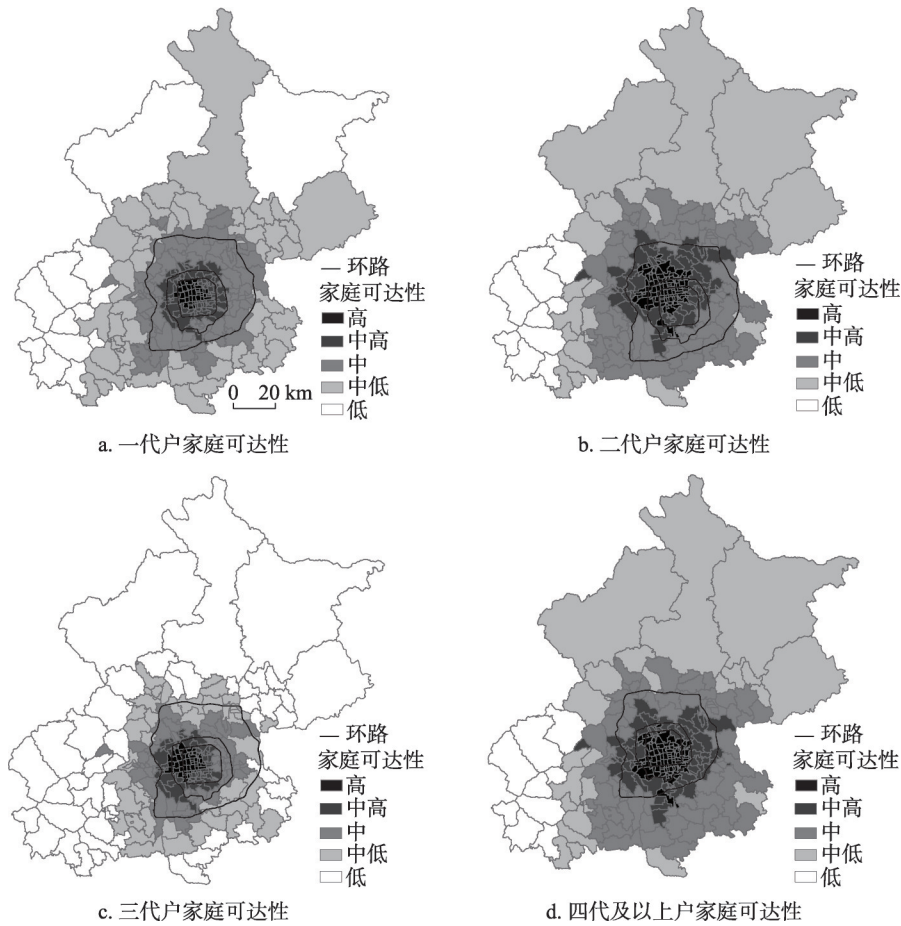 — 环路
家庭可达性
高
中高
中
中低
低
0 20 km
a. 一代户家庭可达性
— 环路
家庭可达性
高
中高
中
中低
低
b. 二代户家庭可达性
— 环路
家庭可达性
高
中高
中
中低
低
c. 三代户家庭可达性
— 环路
家庭可达性
高
中高
中
中低
低
d. 四代及以上户家庭可达性